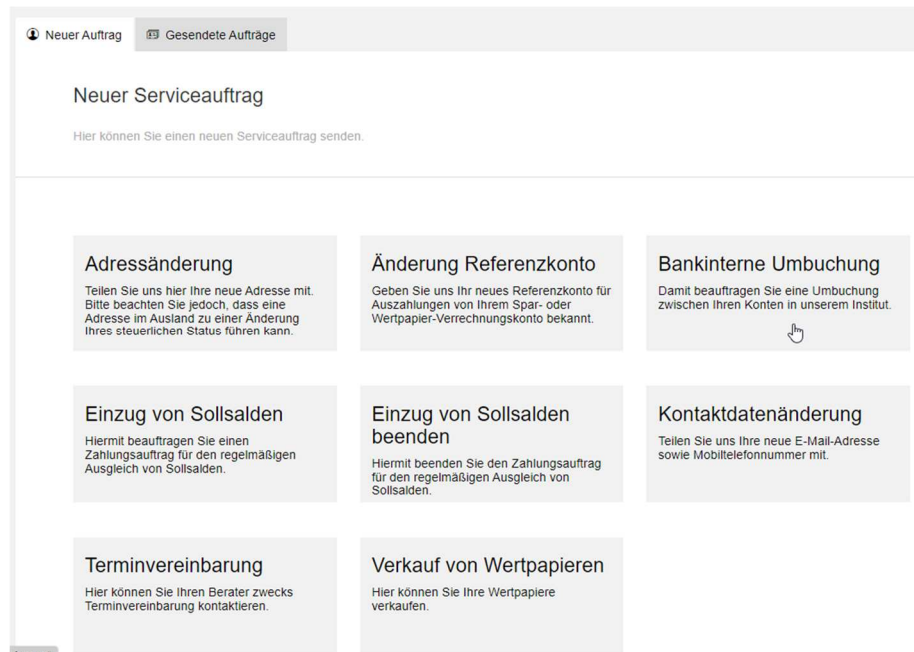 Neuer Auftrag
Gesendete Aufträge
Neuer Serviceauftrag
Hier können Sie einen neuen Serviceauftrag senden.
Adressänderung
Teilen Sie uns hier Ihre neue Adresse mit.
Bitte beachten Sie jedoch, dass eine
Adresse im Ausland zu einer Änderung
Ihres steuerlichen Status führen kann.
Änderung Referenzkonto
Geben Sie uns Ihr neues Referenzkonto für
Auszahlungen von Ihrem Spar- oder
Wertpapier-Verrechnungskonto bekannt.
Bankinterne Umbuchung
Damit beauftragen Sie eine Umbuchung
zwischen Ihren Konten in unserem Institut.
Einzug von Sollsalden
Hiermit beauftragen Sie einen
Zahlungsauftrag für den regelmäßigen
Ausgleich von Sollsalden.
Einzug von Sollsalden
beenden
Hiermit beenden Sie den Zahlungsauftrag
für den regelmäßigen Ausgleich von
Sollsalden.
Kontaktdatenänderung
Teilen Sie uns Ihre neue E-Mail-Adresse
sowie Mobiltelefonnummer mit.
Terminvereinbarung
Hier können Sie Ihren Berater zwecks
Terminvereinbarung kontaktieren.
Verkauf von Wertpapieren
Hier können Sie Ihre Wertpapiere
verkaufen.